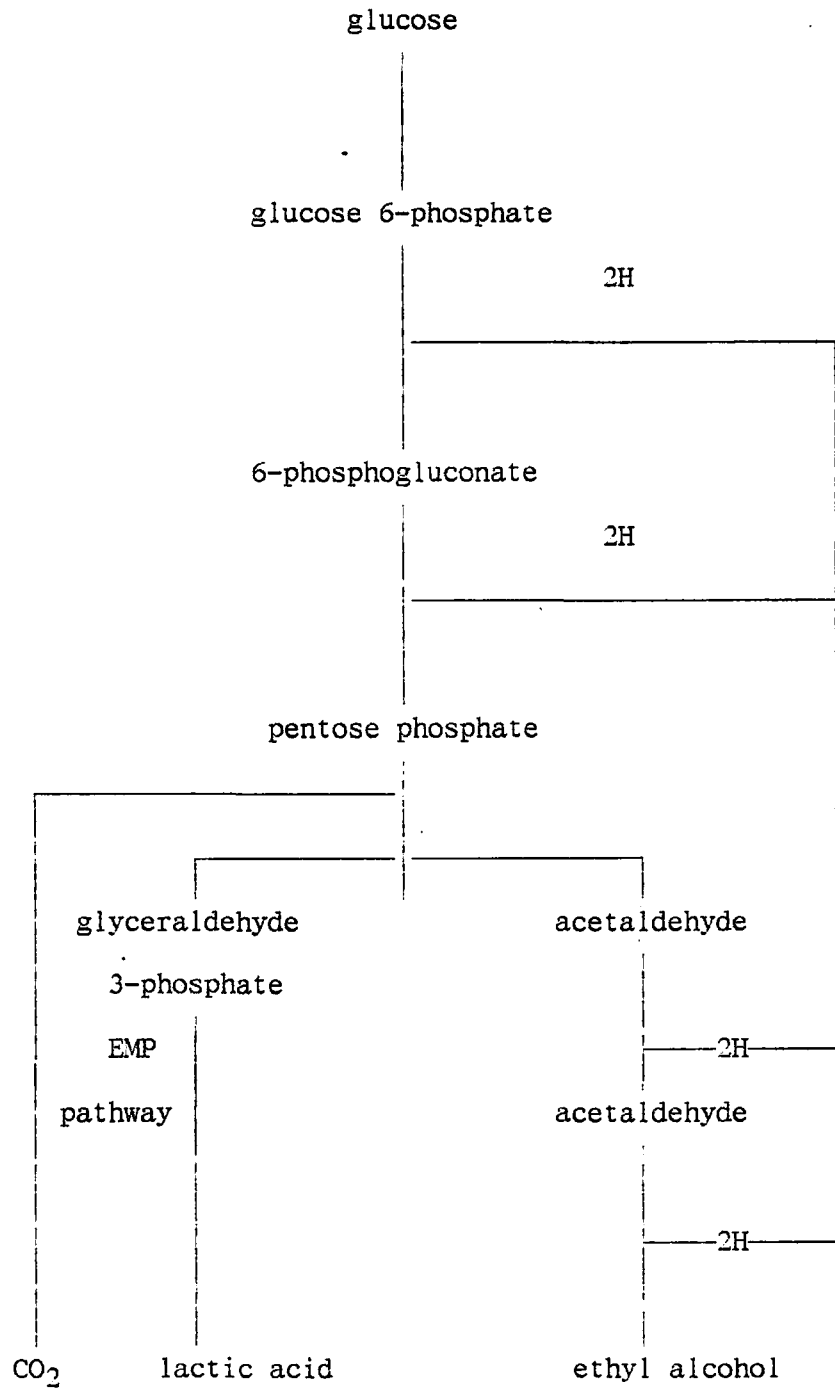 glucose
glucose 6-phosphate
2H
6-phosphogluconate
2H
pentose phosphate
glyceraldehyde acetaldehyde
3-phosphate
EMP 2H
pathway acetaldehyde
2H
CO2 lactic acid ethyl alcohol